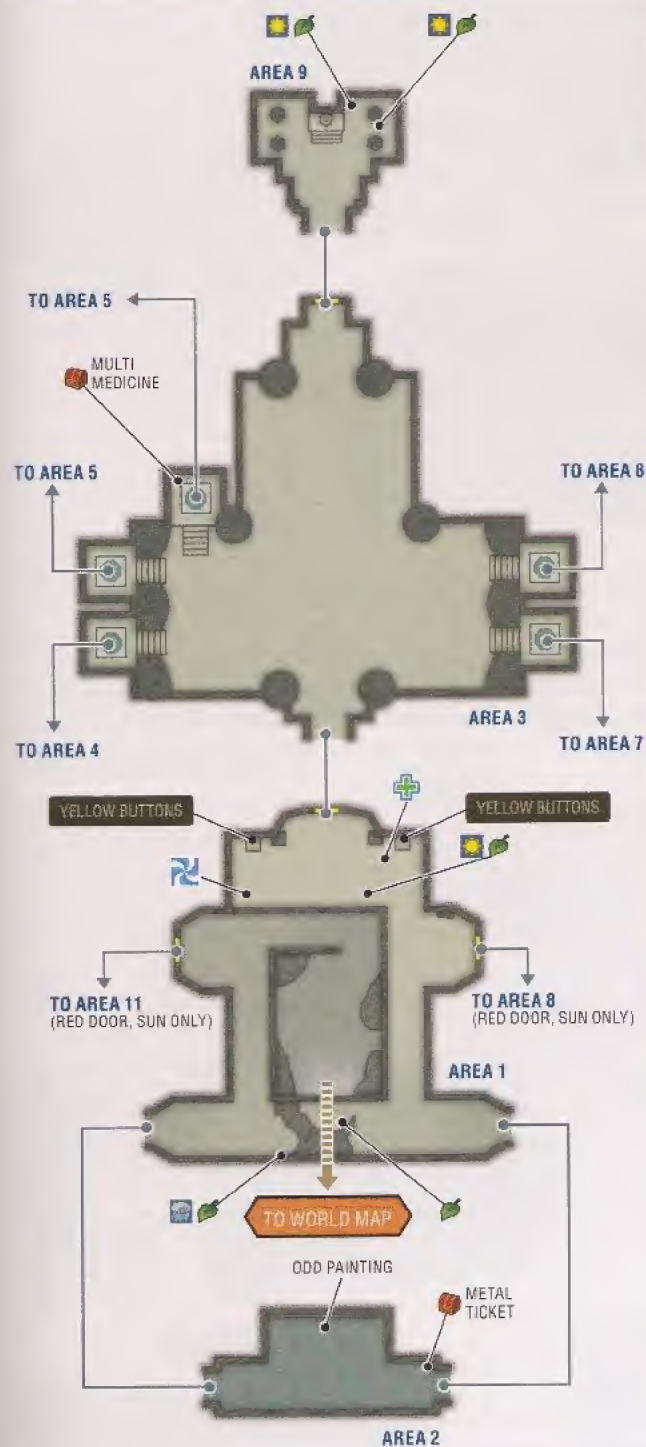 AREA 9
TO AREA 5
MULTI
MEDICINE
TO AREA 5
TO AREA 6
TO AREA 4
AREA 3
TO AREA 7
YELLOW BUTTONS
YELLOW BUTTONS
TO AREA 11
(RED DOOR, SUN ONLY)
TO AREA 8
(RED DOOR, SUN ONLY)
AREA 1
TO WORLD MAP
ODD PAINTING
METAL
TICKET
AREA 2